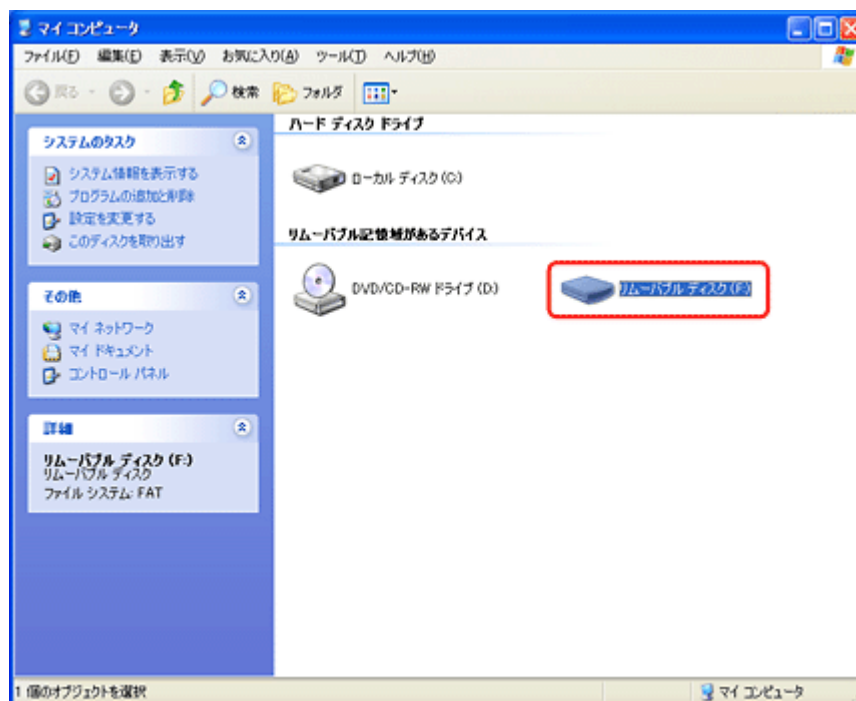 マイ コンピュータ
ファイル(F) 編集(E) 表示(V) お気に入り(A) ツール(T) ヘルプ(H)
戻る 検索 フォルダ
システムのタスク
システム情報を表示する
プログラムの追加と削除
設定を変更する
このディスクを取り出す
その他
マイ ネットワーク
マイ ドキュメント
コントロール パネル
詳細
リムーバブル ディスク (F:)
リムーバブル ディスク
ファイル システム: FAT
ハード ディスク ドライブ
ローカル ディスク (C:)
リムーバブル記憶域があるデバイス
DVD/CD-RW ドライブ (D:)
リムーバブル ディスク (F:)
1 個のオブジェクトを選択
マイ コンピュータ